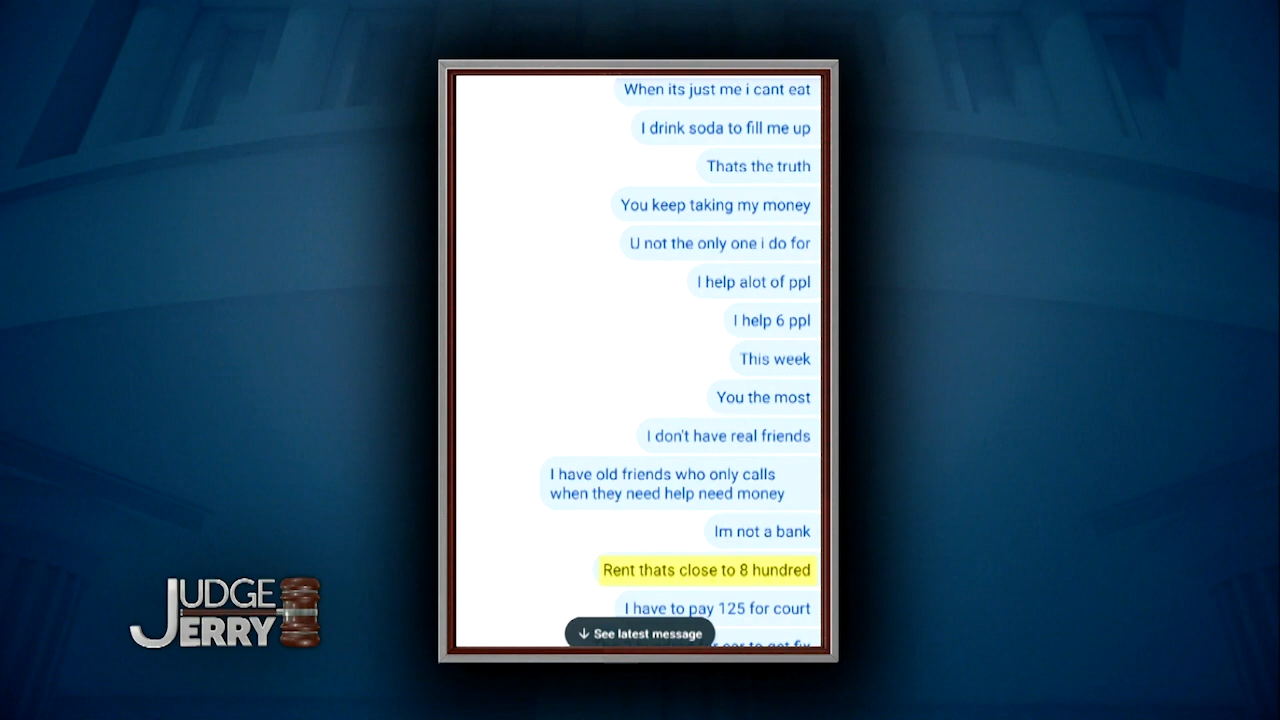 When its just me i cant eat
I drink soda to fill me up
Thats the truth
You keep taking my money
U not the only one i do for
I help alot of ppl
I help 6 ppl
This week
You the most
I don't have real friends
I have old friends who only calls
when they need help need money
Im not a bank
Rent thats close to 8 hundred
I have to pay 125 for court
↓ See latest message
to get fix
JUDGE
JERRY